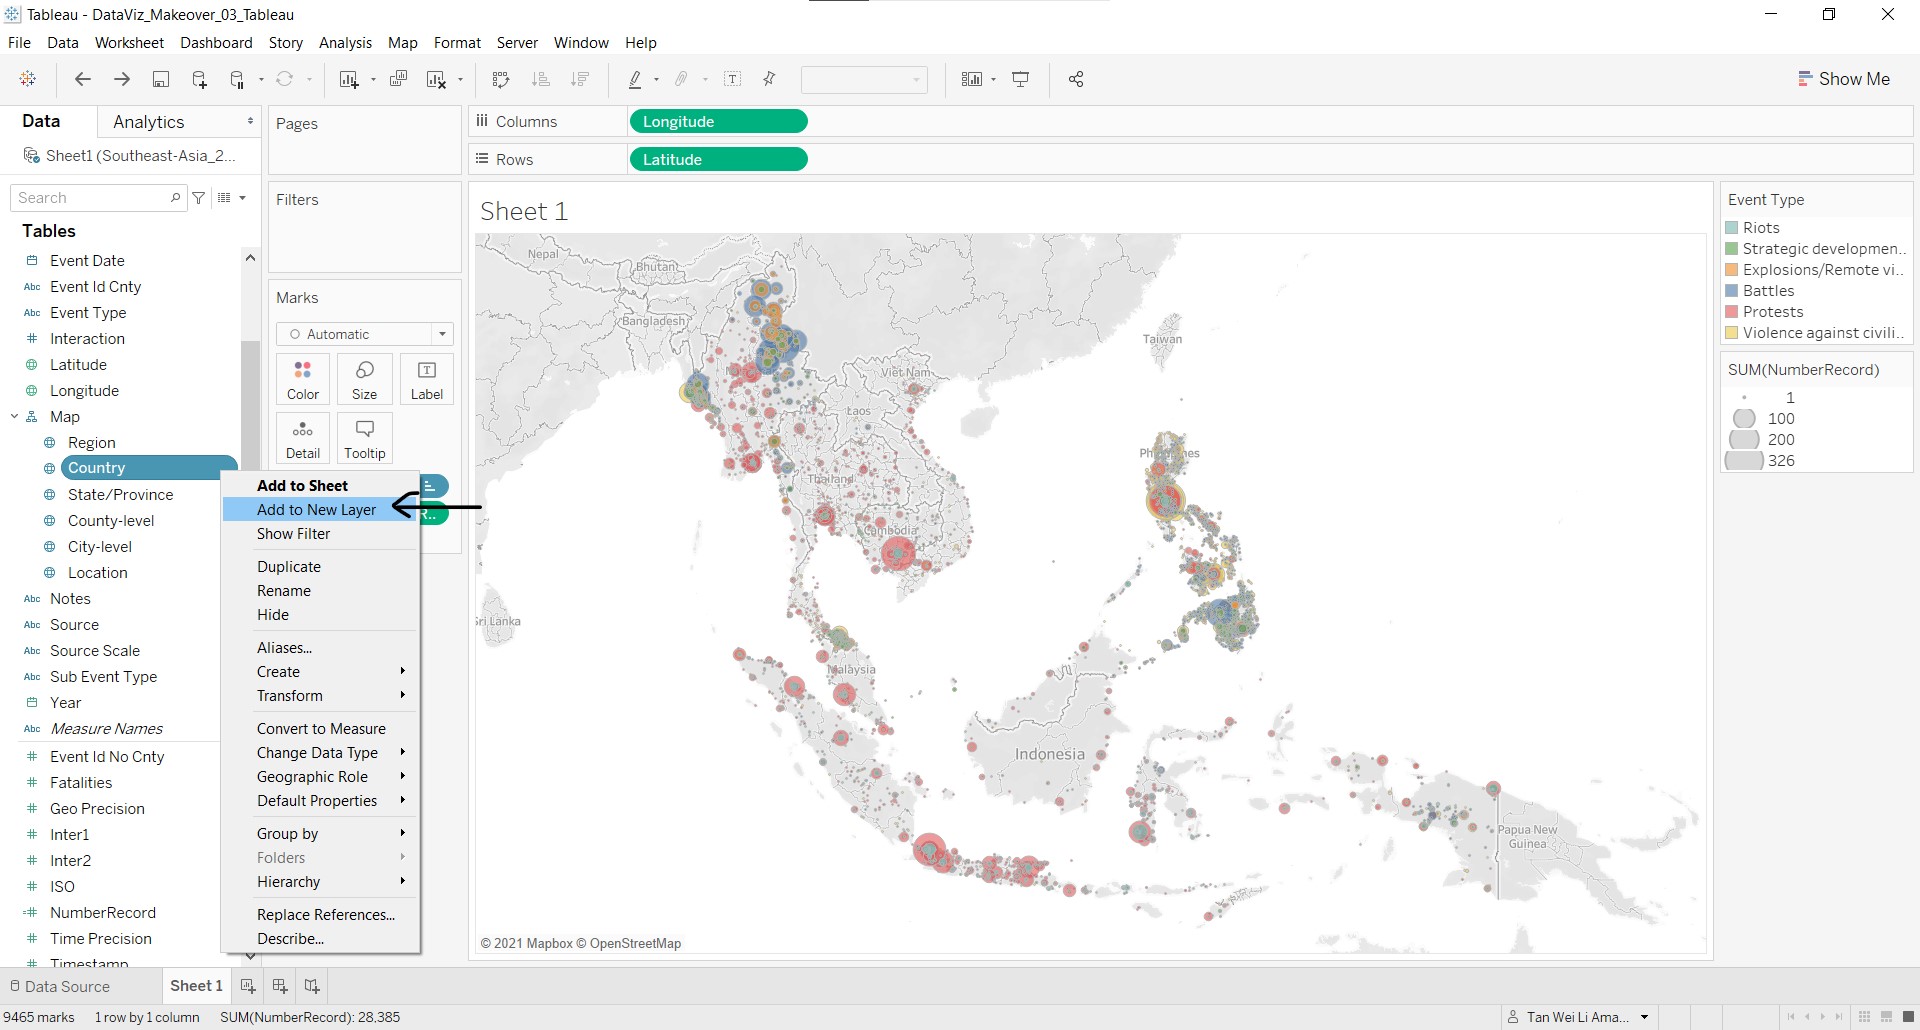 Tableau - DataViz_Makeover_03_Tableau
File Data Worksheet Dashboard Story Analysis Map Format Server Window Help
Show Me
Data Analytics
Sheet1 (Southeast-Asia_2...
Search
Tables
Event Date
Abc Event Id Cnty
Abc Event Type
# Interaction
Latitude
Longitude
Map
Region
Country
State/Province
County-level
City-level
Location
Abc Notes
Abc Source
Abc Source Scale
Abc Sub Event Type
Year
Abc Measure Names
# Event Id No Cnty
# Fatalities
# Geo Precision
# Inter1
# Inter2
# ISO
=# NumberRecord
# Time Precision
Timestamp
Add to Sheet
Add to New Layer
Show Filter
Duplicate
Rename
Hide
Aliases...
Create
Transform
Convert to Measure
Change Data Type
Geographic Role
Default Properties
Group by
Folders
Hierarchy
Replace References...
Describe...
Pages
Filters
Marks
Automatic
Color Size Label
Detail Tooltip
R..
Columns Longitude
Rows Latitude
Sheet 1
Nepal
Bhutan
Bangladesh
Taiwan
Viet Nam
Laos
Thailand
Cambodia
Sri Lanka
Malaysia
Indonesia
Papua New
Guinea
© 2021 Mapbox © OpenStreetMap
Event Type
Riots
Strategic developmen..
Explosions/Remote vi..
Battles
Protests
Violence against civili..
SUM(NumberRecord)
1
100
200
326
Data Source Sheet 1
9465 marks 1 row by 1 column SUM(NumberRecord): 28,385
Tan Wei Li Ama...